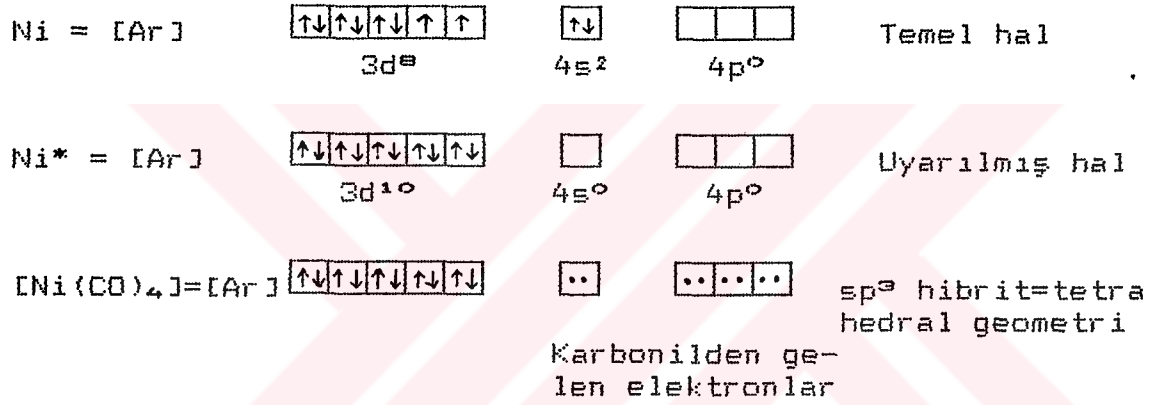 Ni = [Ar] ↑↓ ↑↓ ↑↓ ↑ ↑ ↑↓ Temel hal
3d⁸ 4s² 4p⁰
Ni* = [Ar] ↑↓ ↑↓ ↑↓ ↑↓ ↑↓ Uyarılmış hal
3d¹⁰ 4s⁰ 4p⁰
[Ni(CO)₄]=[Ar] ↑↓ ↑↓ ↑↓ ↑↓ ↑↓ •• •• •• •• sp³ hibrit=tetra
hedral geometri
Karbonilden ge-
len elektronlar